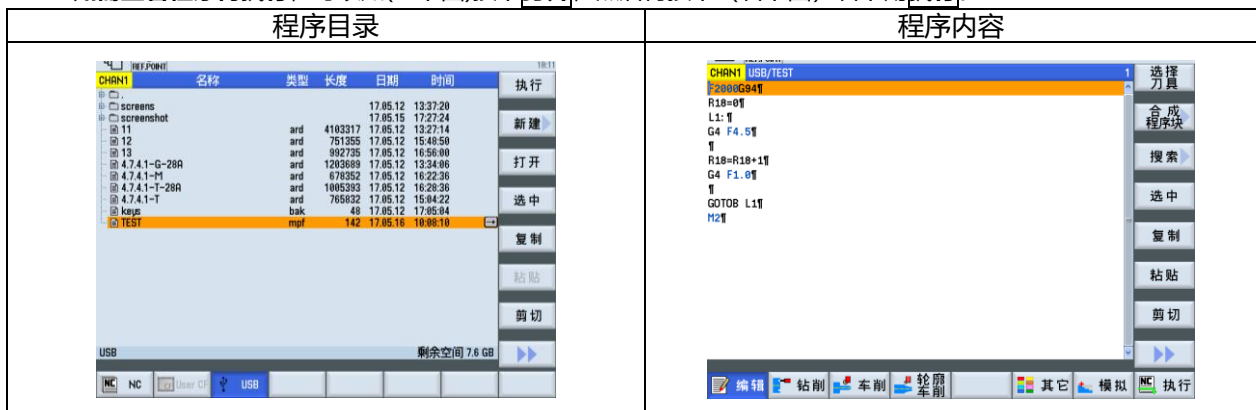 程序目录
程序内容
REF.POINT
18:11
CHAN1 名称 类型 长度 日期 时间
.
screens 17.05.12 13:37:20
screenshot 17.05.15 17:27:24
11 ard 4103317 17.05.12 13:27:14
12 ard 751355 17.05.12 15:48:50
13 ard 992735 17.05.12 16:56:00
4.7.4.1-G-28A ard 1203689 17.05.12 13:34:06
4.7.4.1-M ard 678352 17.05.12 16:22:36
4.7.4.1-T-28A ard 1005393 17.05.12 16:28:36
4.7.4.1-T ard 765832 17.05.12 15:04:22
keys bak 48 17.05.12 17:05:04
TEST mpf 142 17.05.16 10:08:10
USB 剩余空间 7.6 GB
执行
新建
打开
选中
复制
粘贴
剪切
NC NC User CF USB
CHAN1 USB/TEST 1
F2000G94¶
R18=0¶
L1:¶
G4 F4.5¶
¶
R18=R18+1¶
G4 F1.0¶
¶
GOTOB L1¶
M2¶
选择
刀具
合成
程序块
搜索
选中
复制
粘贴
剪切
编辑 钻削 车削 轮廓
车削 其它 模拟 NC 执行